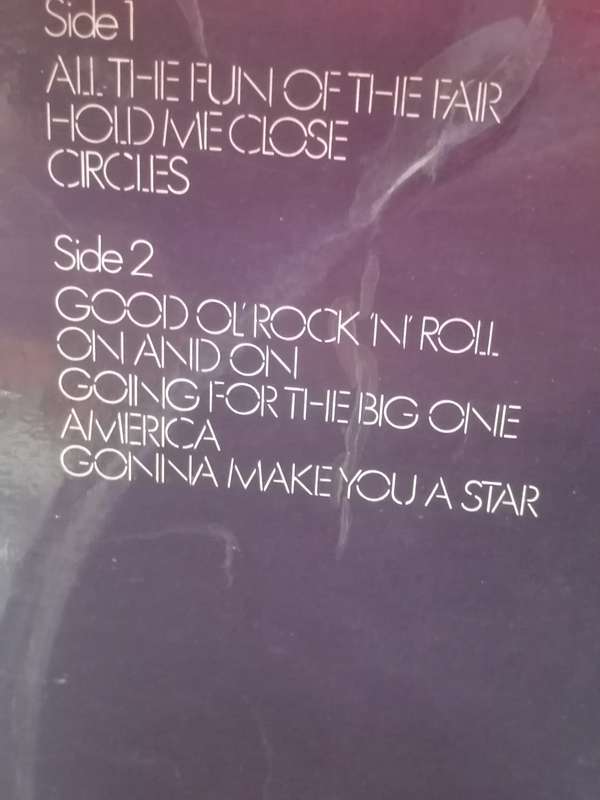 Side 1
ALL THE FUN OF THE FAIR
HOLD ME CLOSE
CIRCLES
Side 2
GOOD OL' ROCK 'N' ROLL
ON AND ON
GOING FOR THE BIG ONE
AMERICA
GONNA MAKE YOU A STAR